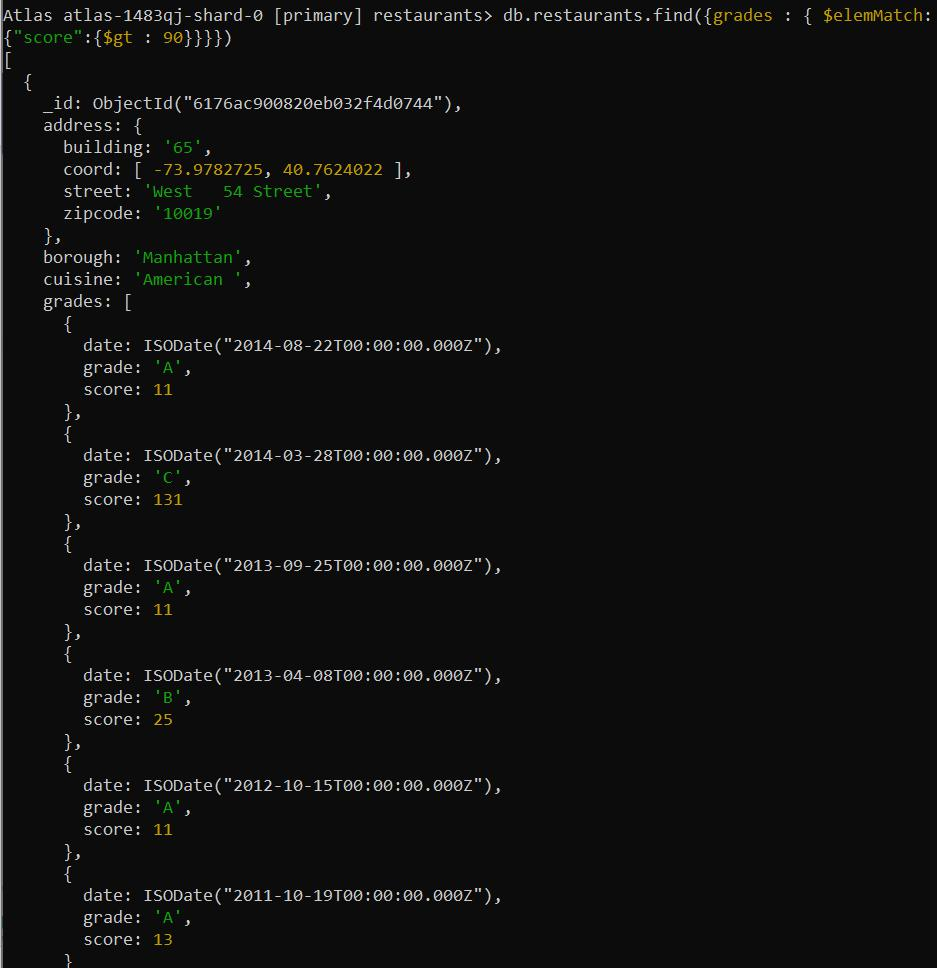 Atlas atlas-1483qj-shard-0 [primary] restaurants> db.restaurants.find({grades : { $elemMatch:
{"score":{$gt : 90}}}})
[
  {
    _id: ObjectId("6176ac900820eb032f4d0744"),
    address: {
      building: '65',
      coord: [ -73.9782725, 40.7624022 ],
      street: 'West   54 Street',
      zipcode: '10019'
    },
    borough: 'Manhattan',
    cuisine: 'American ',
    grades: [
      {
        date: ISODate("2014-08-22T00:00:00.000Z"),
        grade: 'A',
        score: 11
      },
      {
        date: ISODate("2014-03-28T00:00:00.000Z"),
        grade: 'C',
        score: 131
      },
      {
        date: ISODate("2013-09-25T00:00:00.000Z"),
        grade: 'A',
        score: 11
      },
      {
        date: ISODate("2013-04-08T00:00:00.000Z"),
        grade: 'B',
        score: 25
      },
      {
        date: ISODate("2012-10-15T00:00:00.000Z"),
        grade: 'A',
        score: 11
      },
      {
        date: ISODate("2011-10-19T00:00:00.000Z"),
        grade: 'A',
        score: 13
      }